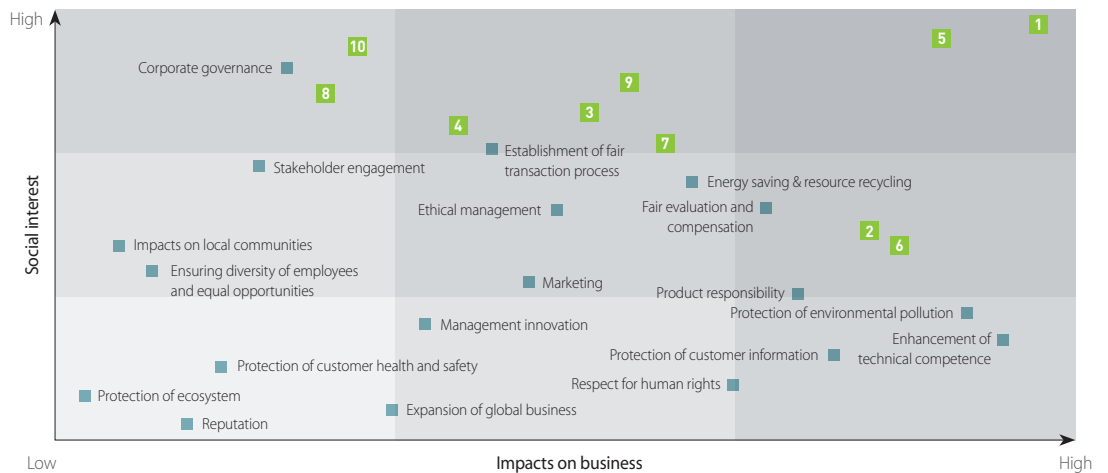 High
1
5
10
Corporate governance
9
8
3
4
7
Establishment of fair
transaction process
Stakeholder engagement
Energy saving & resource recycling
Ethical management
Fair evaluation and
compensation
2
6
Impacts on local communities
Ensuring diversity of employees
and equal opportunities
Marketing
Product responsibility
Protection of environmental pollution
Management innovation
Enhancement of
technical competence
Protection of customer information
Protection of customer health and safety
Respect for human rights
Protection of ecosystem
Expansion of global business
Reputation
Social interest
Low
Impacts on business
High